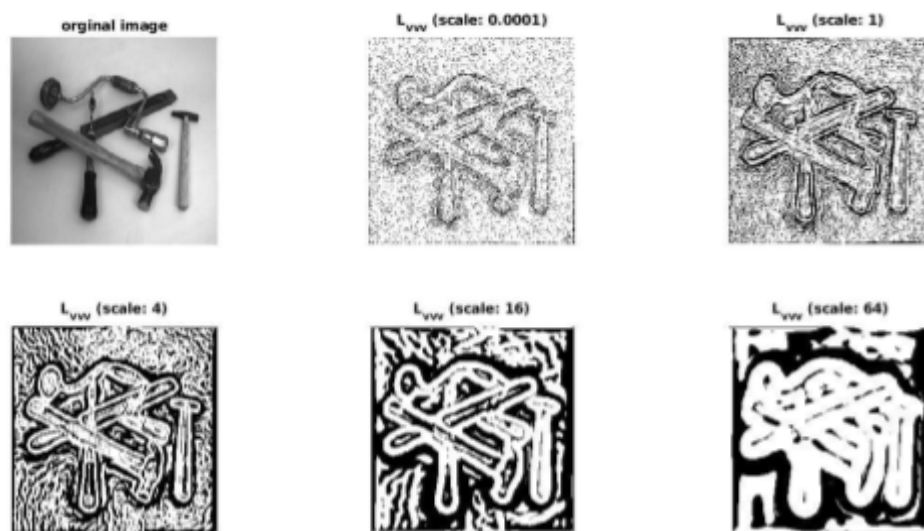 orginal image
L_vvv (scale: 0.0001)
L_vvv (scale: 1)
L_vvv (scale: 4)
L_vvv (scale: 16)
L_vvv (scale: 64)